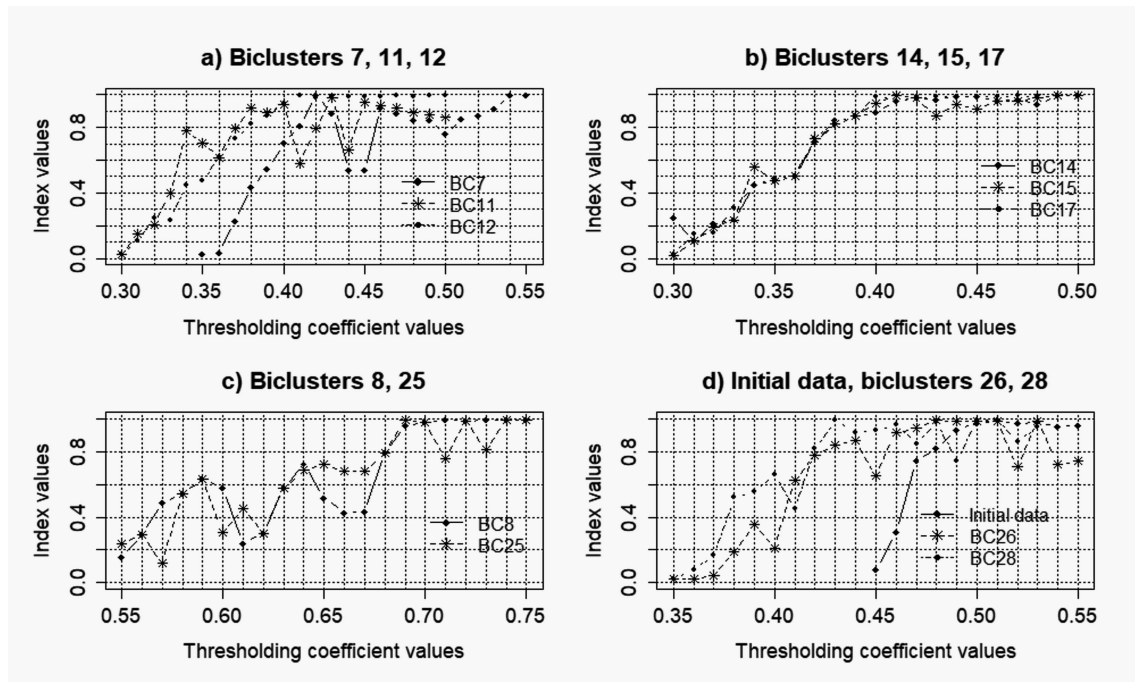 a) Biclusters 7, 11, 12
Index values
0.0 0.4 0.8
BC7
BC11
BC12
0.30 0.35 0.40 0.45 0.50 0.55
Thresholding coefficient values
b) Biclusters 14, 15, 17
Index values
0.0 0.4 0.8
BC14
BC15
BC17
0.30 0.35 0.40 0.45 0.50
Thresholding coefficient values
c) Biclusters 8, 25
Index values
0.0 0.4 0.8
BC8
BC25
0.55 0.60 0.65 0.70 0.75
Thresholding coefficient values
d) Initial data, biclusters 26, 28
Index values
0.0 0.4 0.8
Initial data
BC26
BC28
0.35 0.40 0.45 0.50 0.55
Thresholding coefficient values